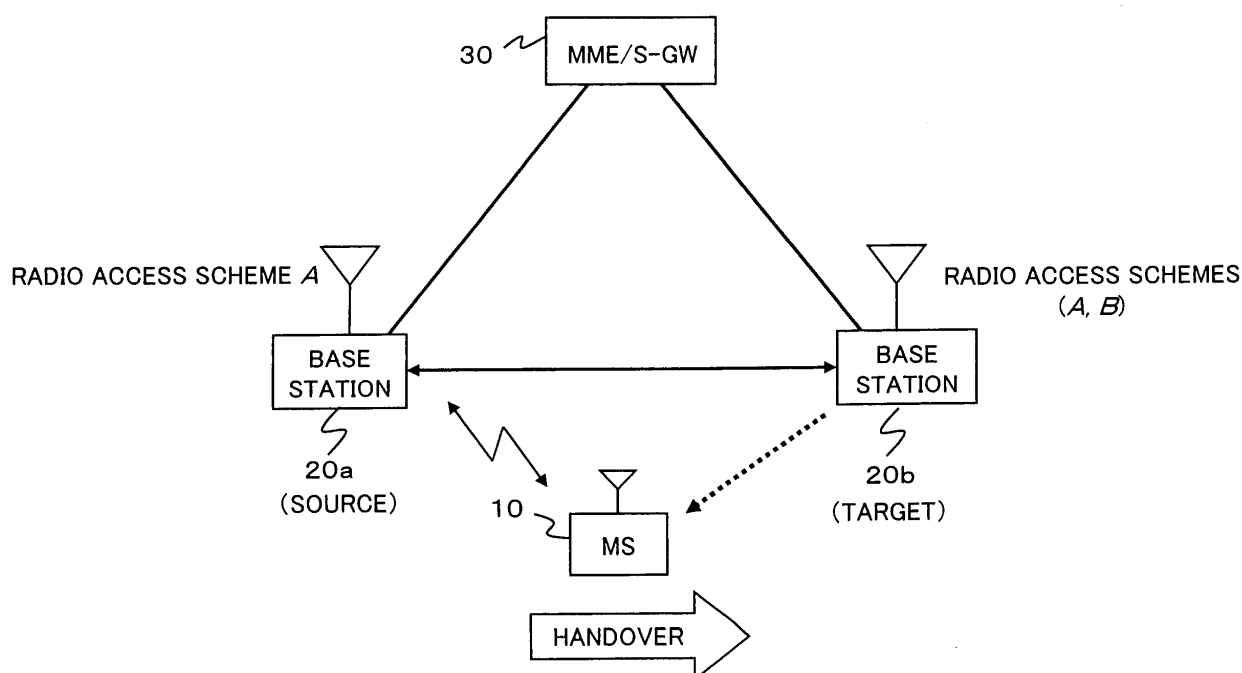 30
MME/S-GW
RADIO ACCESS SCHEME A
RADIO ACCESS SCHEMES
(A, B)
BASE
STATION
BASE
STATION
20a
(SOURCE)
20b
(TARGET)
10
MS
HANDOVER